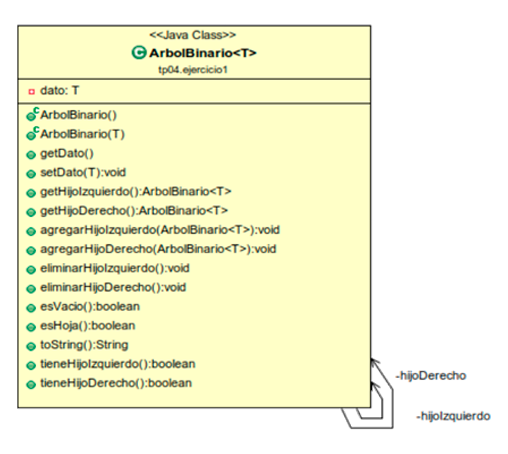 <<Java Class>>
ArbolBinario<T>
tp04.ejercicio1
dato: T
ArbolBinario()
ArbolBinario(T)
getDato()
setDato(T):void
getHijoIzquierdo():ArbolBinario<T>
getHijoDerecho():ArbolBinario<T>
agregarHijoIzquierdo(ArbolBinario<T>):void
agregarHijoDerecho(ArbolBinario<T>):void
eliminarHijoIzquierdo():void
eliminarHijoDerecho():void
esVacio():boolean
esHoja():boolean
toString():String
tieneHijoIzquierdo():boolean
tieneHijoDerecho():boolean
-hijoDerecho
-hijoIzquierdo